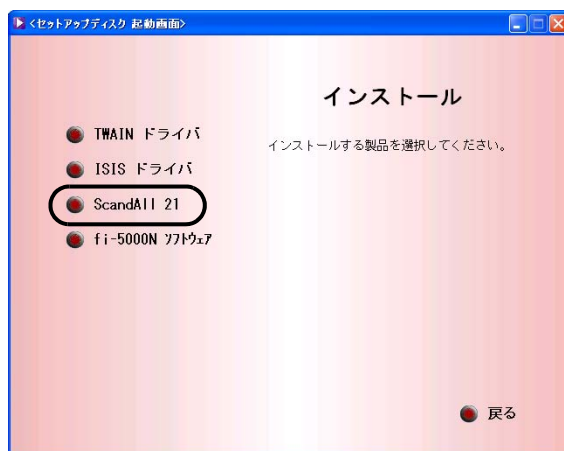 <セットアップディスク 起動画面>
インストール
インストールする製品を選択してください。
TWAIN ドライバ
ISIS ドライバ
ScandAll 21
fi-5000N ソフトウェア
戻る